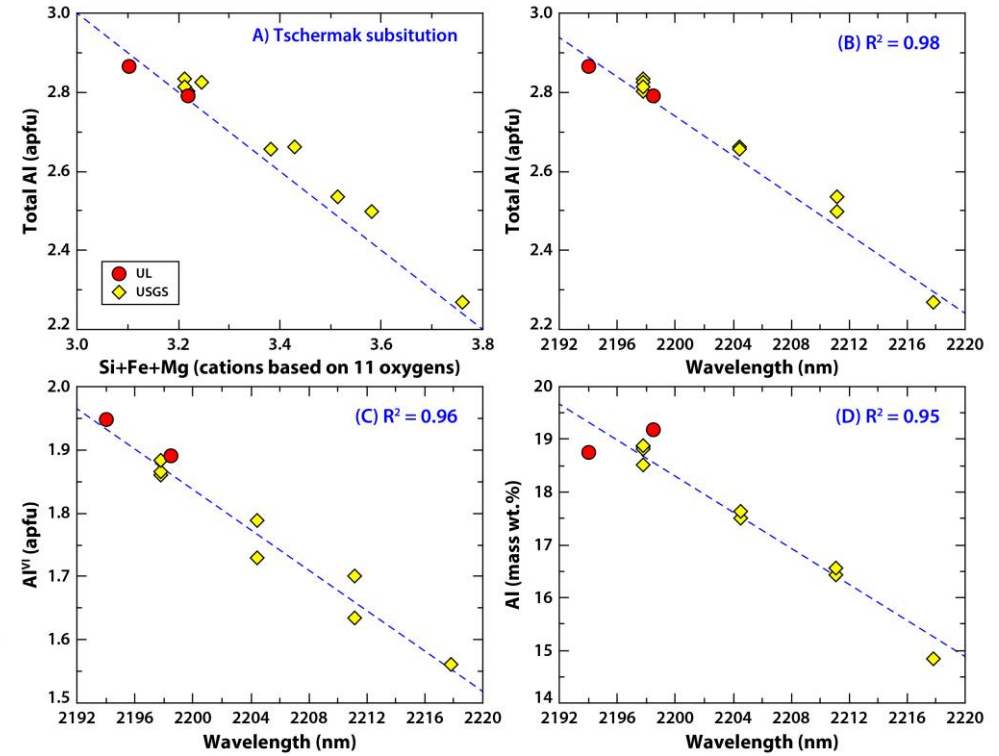 A) Tschermak subsitution
Total Al (apfu)
3.0
2.8
2.6
2.4
2.2
UL
USGS
3.0 3.2 3.4 3.6 3.8
Si+Fe+Mg (cations based on 11 oxygens)
(B) R² = 0.98
Total Al (apfu)
3.0
2.8
2.6
2.4
2.2
2192 2196 2200 2204 2208 2212 2216 2220
Wavelength (nm)
(C) R² = 0.96
Alⱽᴵ (apfu)
2.0
1.9
1.8
1.7
1.6
1.5
2192 2196 2200 2204 2208 2212 2216 2220
Wavelength (nm)
(D) R² = 0.95
Al (mass wt.%)
20
19
18
17
16
15
14
2192 2196 2200 2204 2208 2212 2216 2220
Wavelength (nm)